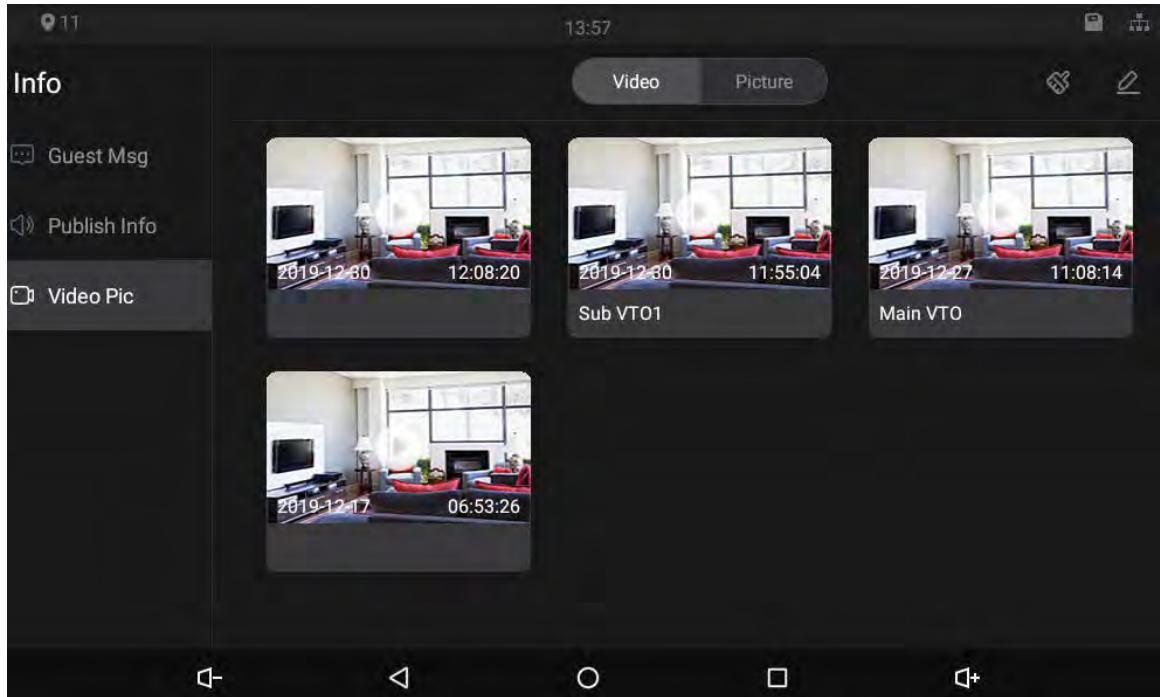 11
13:57
Info
Video Picture
Guest Msg
Publish Info
Video Pic
2019-12-30 12:08:20
2019-12-30 11:55:04
2019-12-27 11:08:14
Sub VTO1
Main VTO
2019-12-17 06:53:26